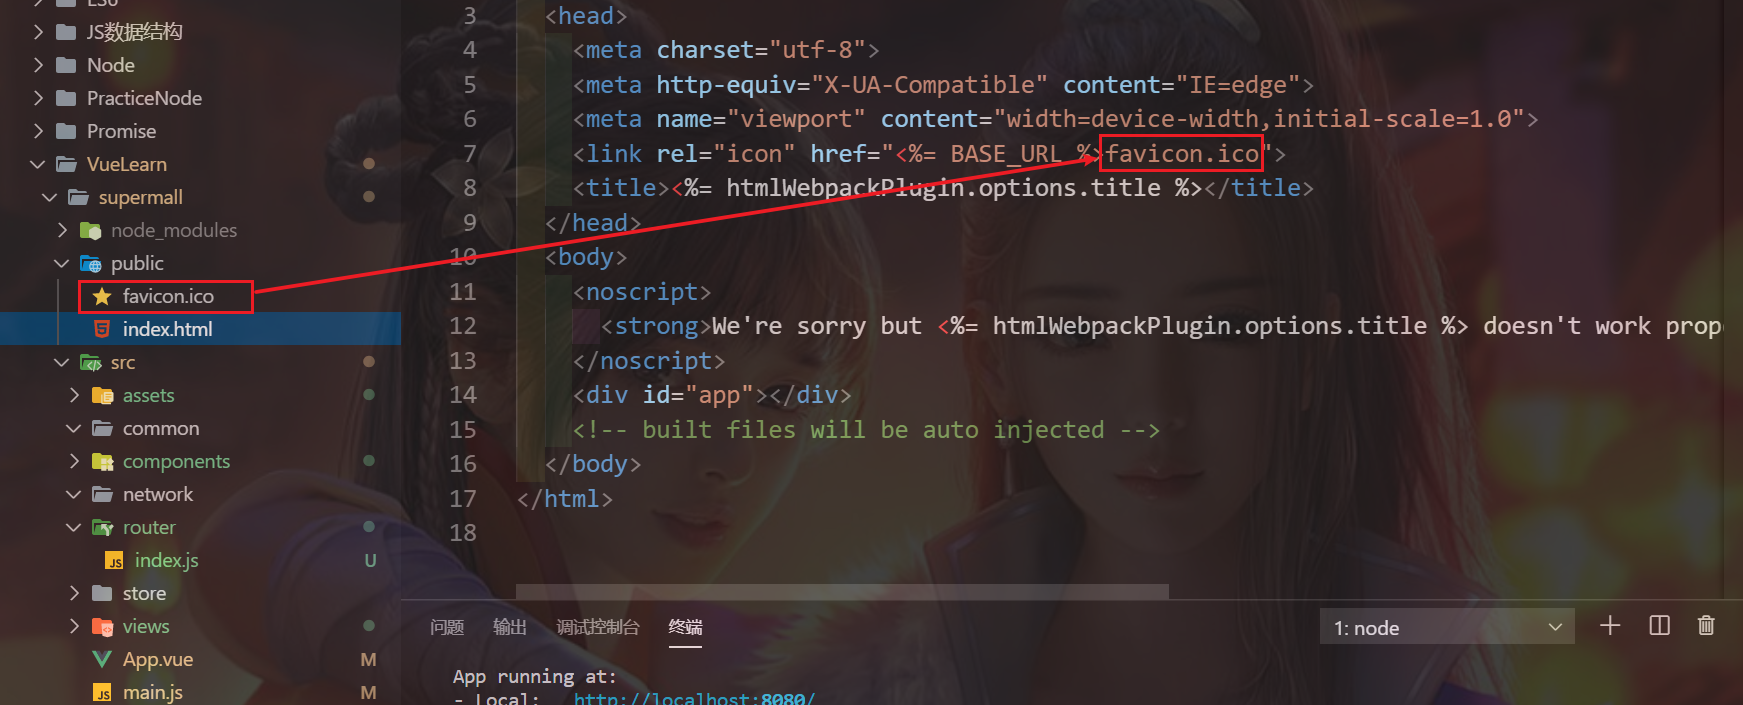 ES6
JS数据结构
Node
PracticeNode
Promise
VueLearn
supermall
node_modules
public
favicon.ico
index.html
src
assets
common
components
network
router
index.js U
store
views
App.vue M
main.js M
3 <head>
4 <meta charset="utf-8">
5 <meta http-equiv="X-UA-Compatible" content="IE=edge">
6 <meta name="viewport" content="width=device-width,initial-scale=1.0">
7 <link rel="icon" href="<%= BASE_URL %>favicon.ico">
8 <title><%= htmlWebpackPlugin.options.title %></title>
9 </head>
10 <body>
11 <noscript>
12 <strong>We're sorry but <%= htmlWebpackPlugin.options.title %> doesn't work prop
13 </noscript>
14 <div id="app"></div>
15 <!-- built files will be auto injected -->
16 </body>
17 </html>
18
问题 输出 调试控制台 终端 1: node
App running at:
- Local: http://localhost:8080/